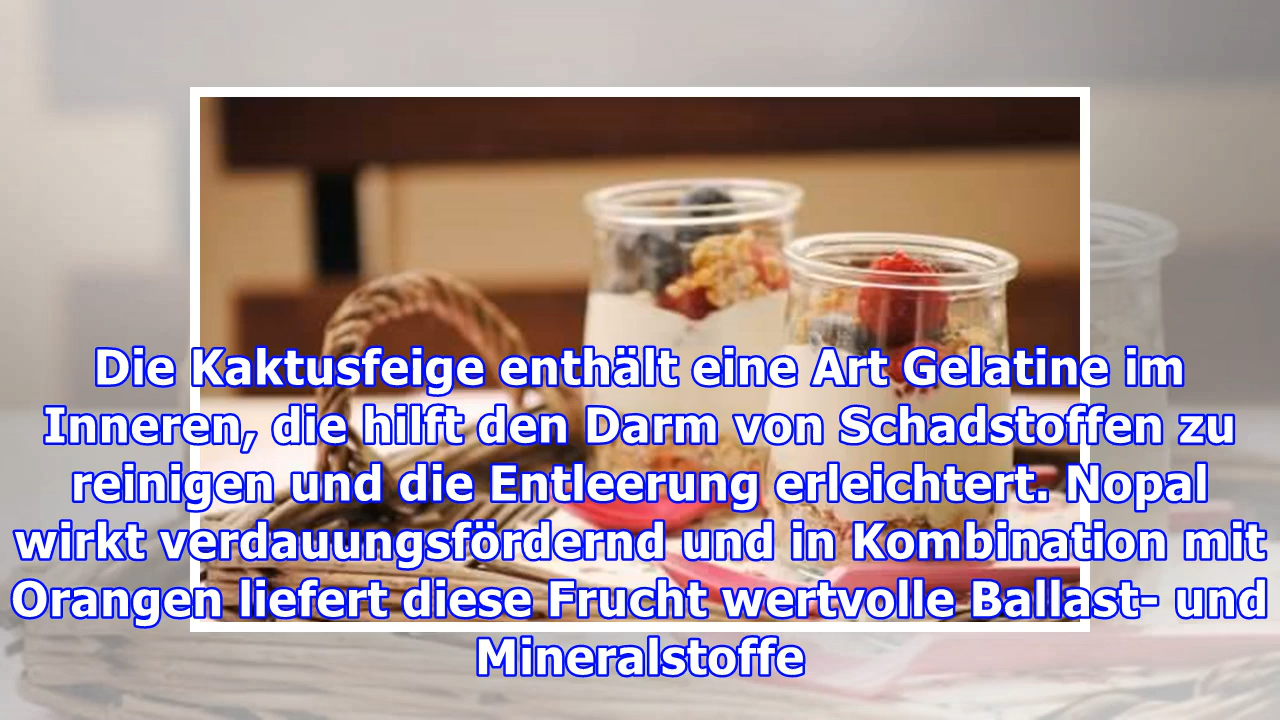 Die Kaktusfeige enthält eine Art Gelatine im
Inneren, die hilft den Darm von Schadstoffen zu
reinigen und die Entleerung erleichtert. Nopal
wirkt verdauungsfördernd und in Kombination mit
Orangen liefert diese Frucht wertvolle Ballast- und
Mineralstoffe